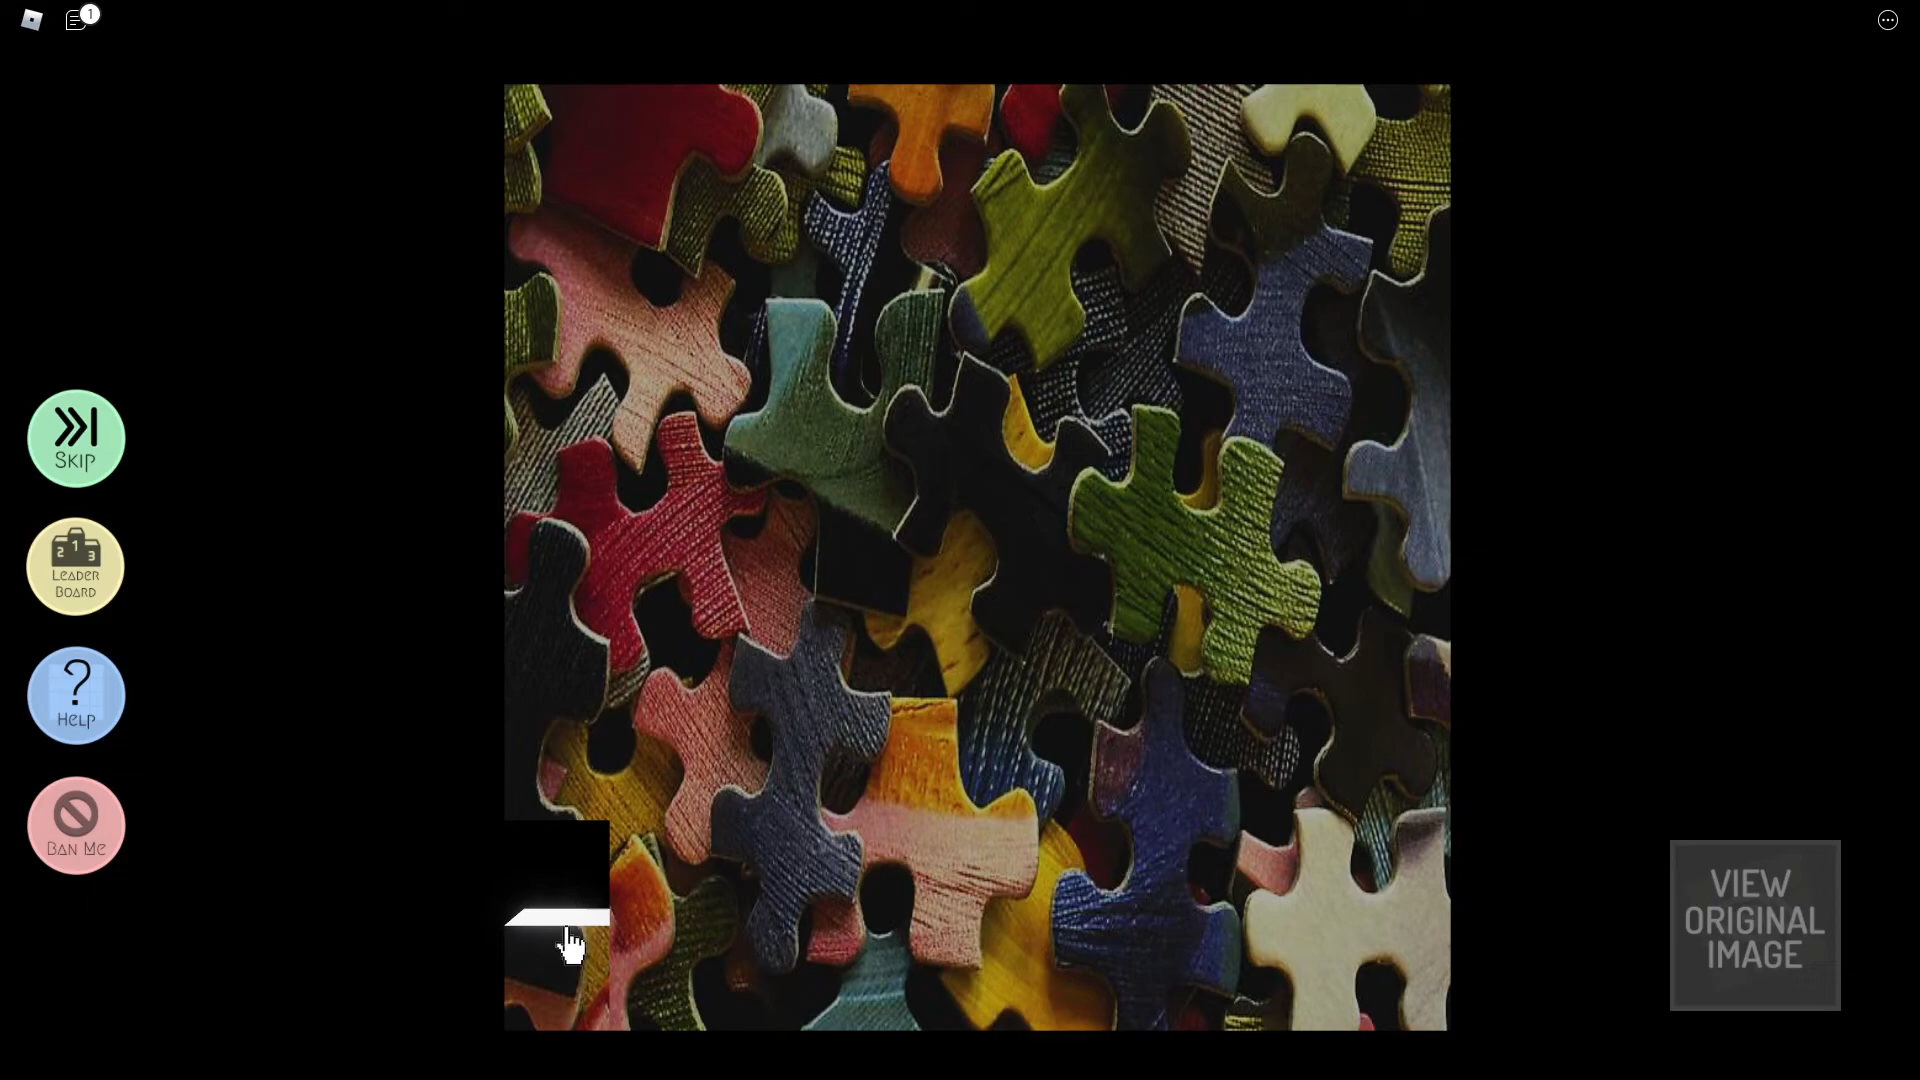 1
SKIP
2 1 3
LEADER
BOARD
?
HELP
BAN ME
VIEW
ORIGINAL
IMAGE